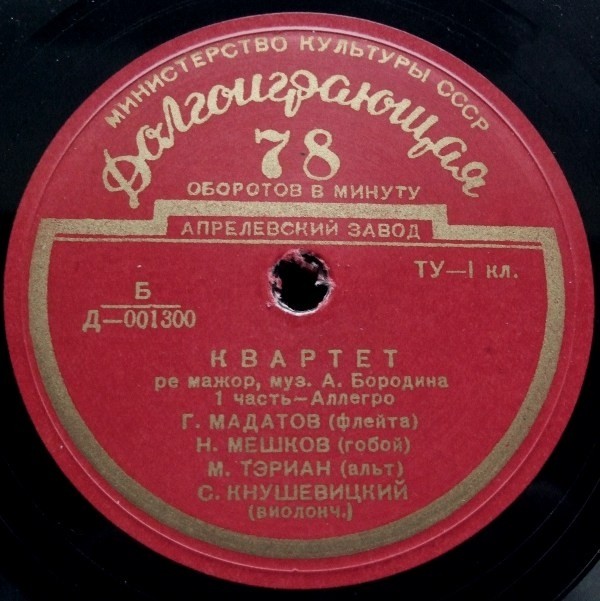 МИНИСТЕРСТВО КУЛЬТУРЫ СССР
Долгоиграющая
78
ОБОРОТОВ В МИНУТУ
АПРЕЛЕВСКИЙ ЗАВОД
ТУ—I кл.
Б
Д—001300
КВАРТЕТ
ре мажор, муз. А. Бородина
1 часть—Аллегро
Г. МАДАТОВ (флейта)
Н. МЕШКОВ (гобой)
М. ТЭРИАН (альт)
С. КНУШЕВИЦКИЙ
(виолонч.)